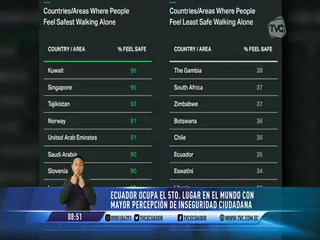 Countries/Areas Where People
Feel Safest Walking Alone
COUNTRY / AREA % FEEL SAFE
Kuwait 96
Singapore 95
Tajikistan 93
Norway 91
United Arab Emirates 91
Saudi Arabia 90
Slovenia 90
Countries/Areas Where People
Feel Least Safe Walking Alone
COUNTRY / AREA % FEEL SAFE
The Gambia 38
South Africa 37
Zimbabwe 37
Botswana 36
Chile 36
Ecuador 35
Eswatini 34
TVC
ECUADOR OCUPA EL 5TO. LUGAR EN EL MUNDO CON
MAYOR PERCEPCIÓN DE INSEGURIDAD CIUDADANA
08:51
TVCECUADOR
TVCECUADOR
WWW.TVC.COM.EC